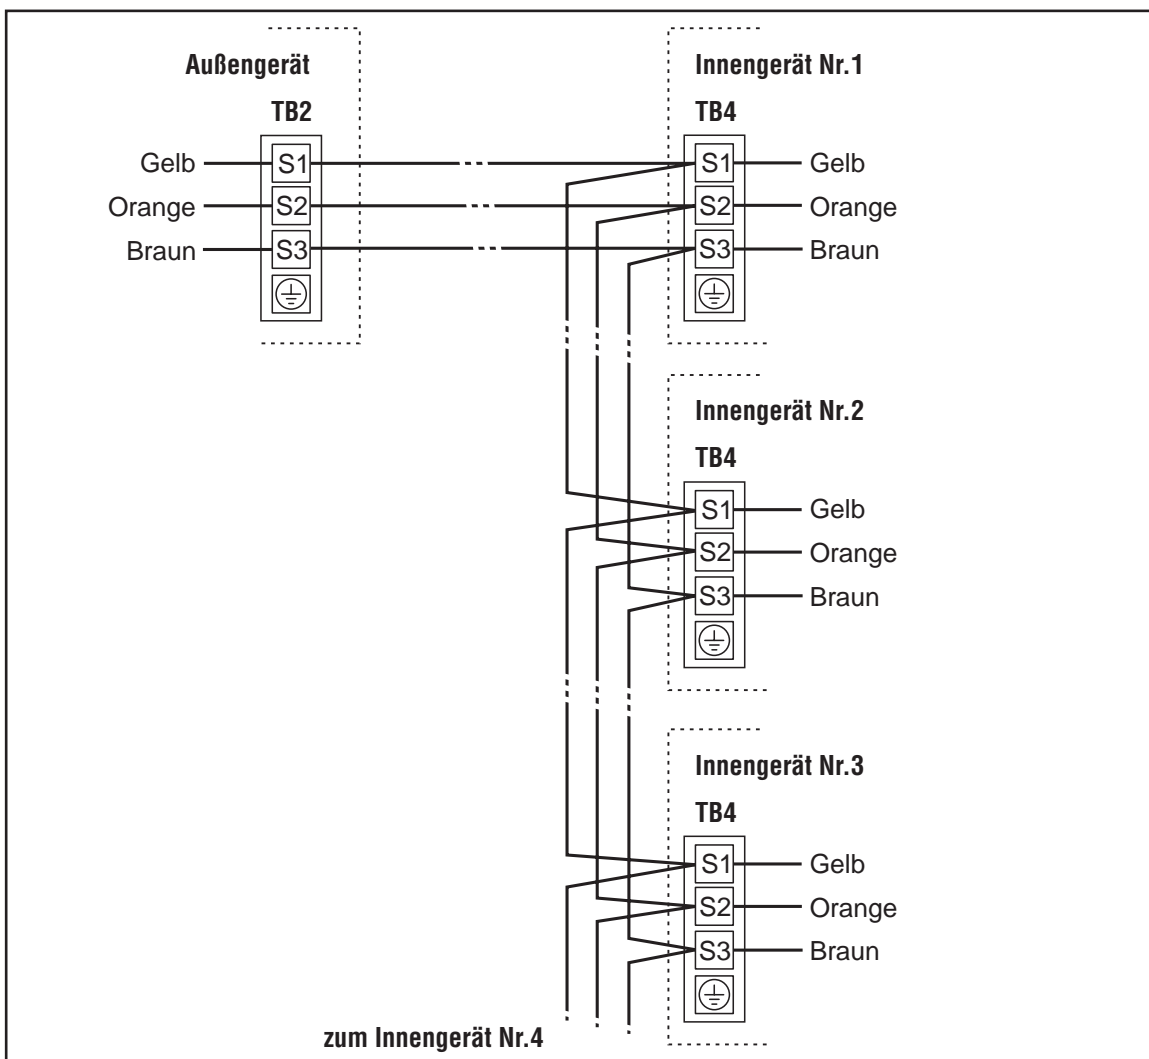 Außengerät
TB2
Gelb
S1
Orange
S2
Braun
S3
Innengerät Nr.1
TB4
S1
Gelb
S2
Orange
S3
Braun
Innengerät Nr.2
TB4
S1
Gelb
S2
Orange
S3
Braun
Innengerät Nr.3
TB4
S1
Gelb
S2
Orange
S3
Braun
zum Innengerät Nr.4